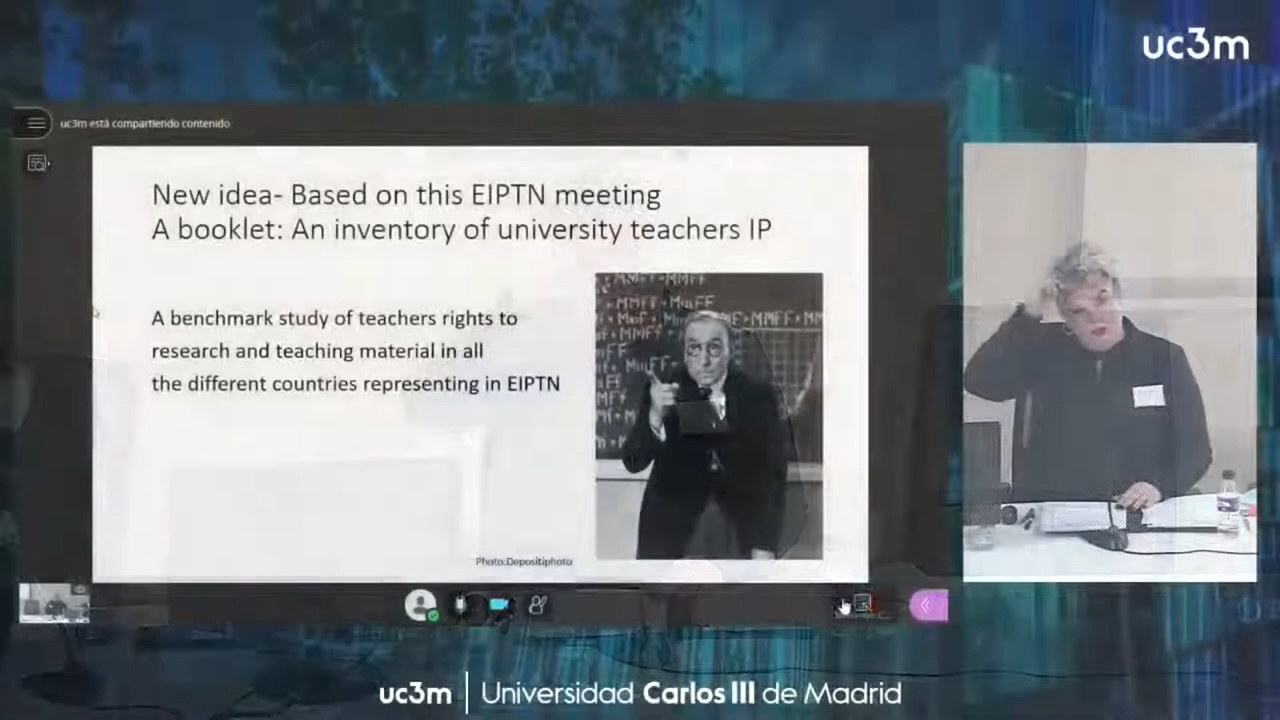 uc3m
uc3m está compartiendo contenido
New idea- Based on this EIPTN meeting
A booklet: An inventory of university teachers IP
A benchmark study of teachers rights to
research and teaching material in all
the different countries representing in EIPTN
Photo:Depositiphoto
uc3m | Universidad Carlos III de Madrid